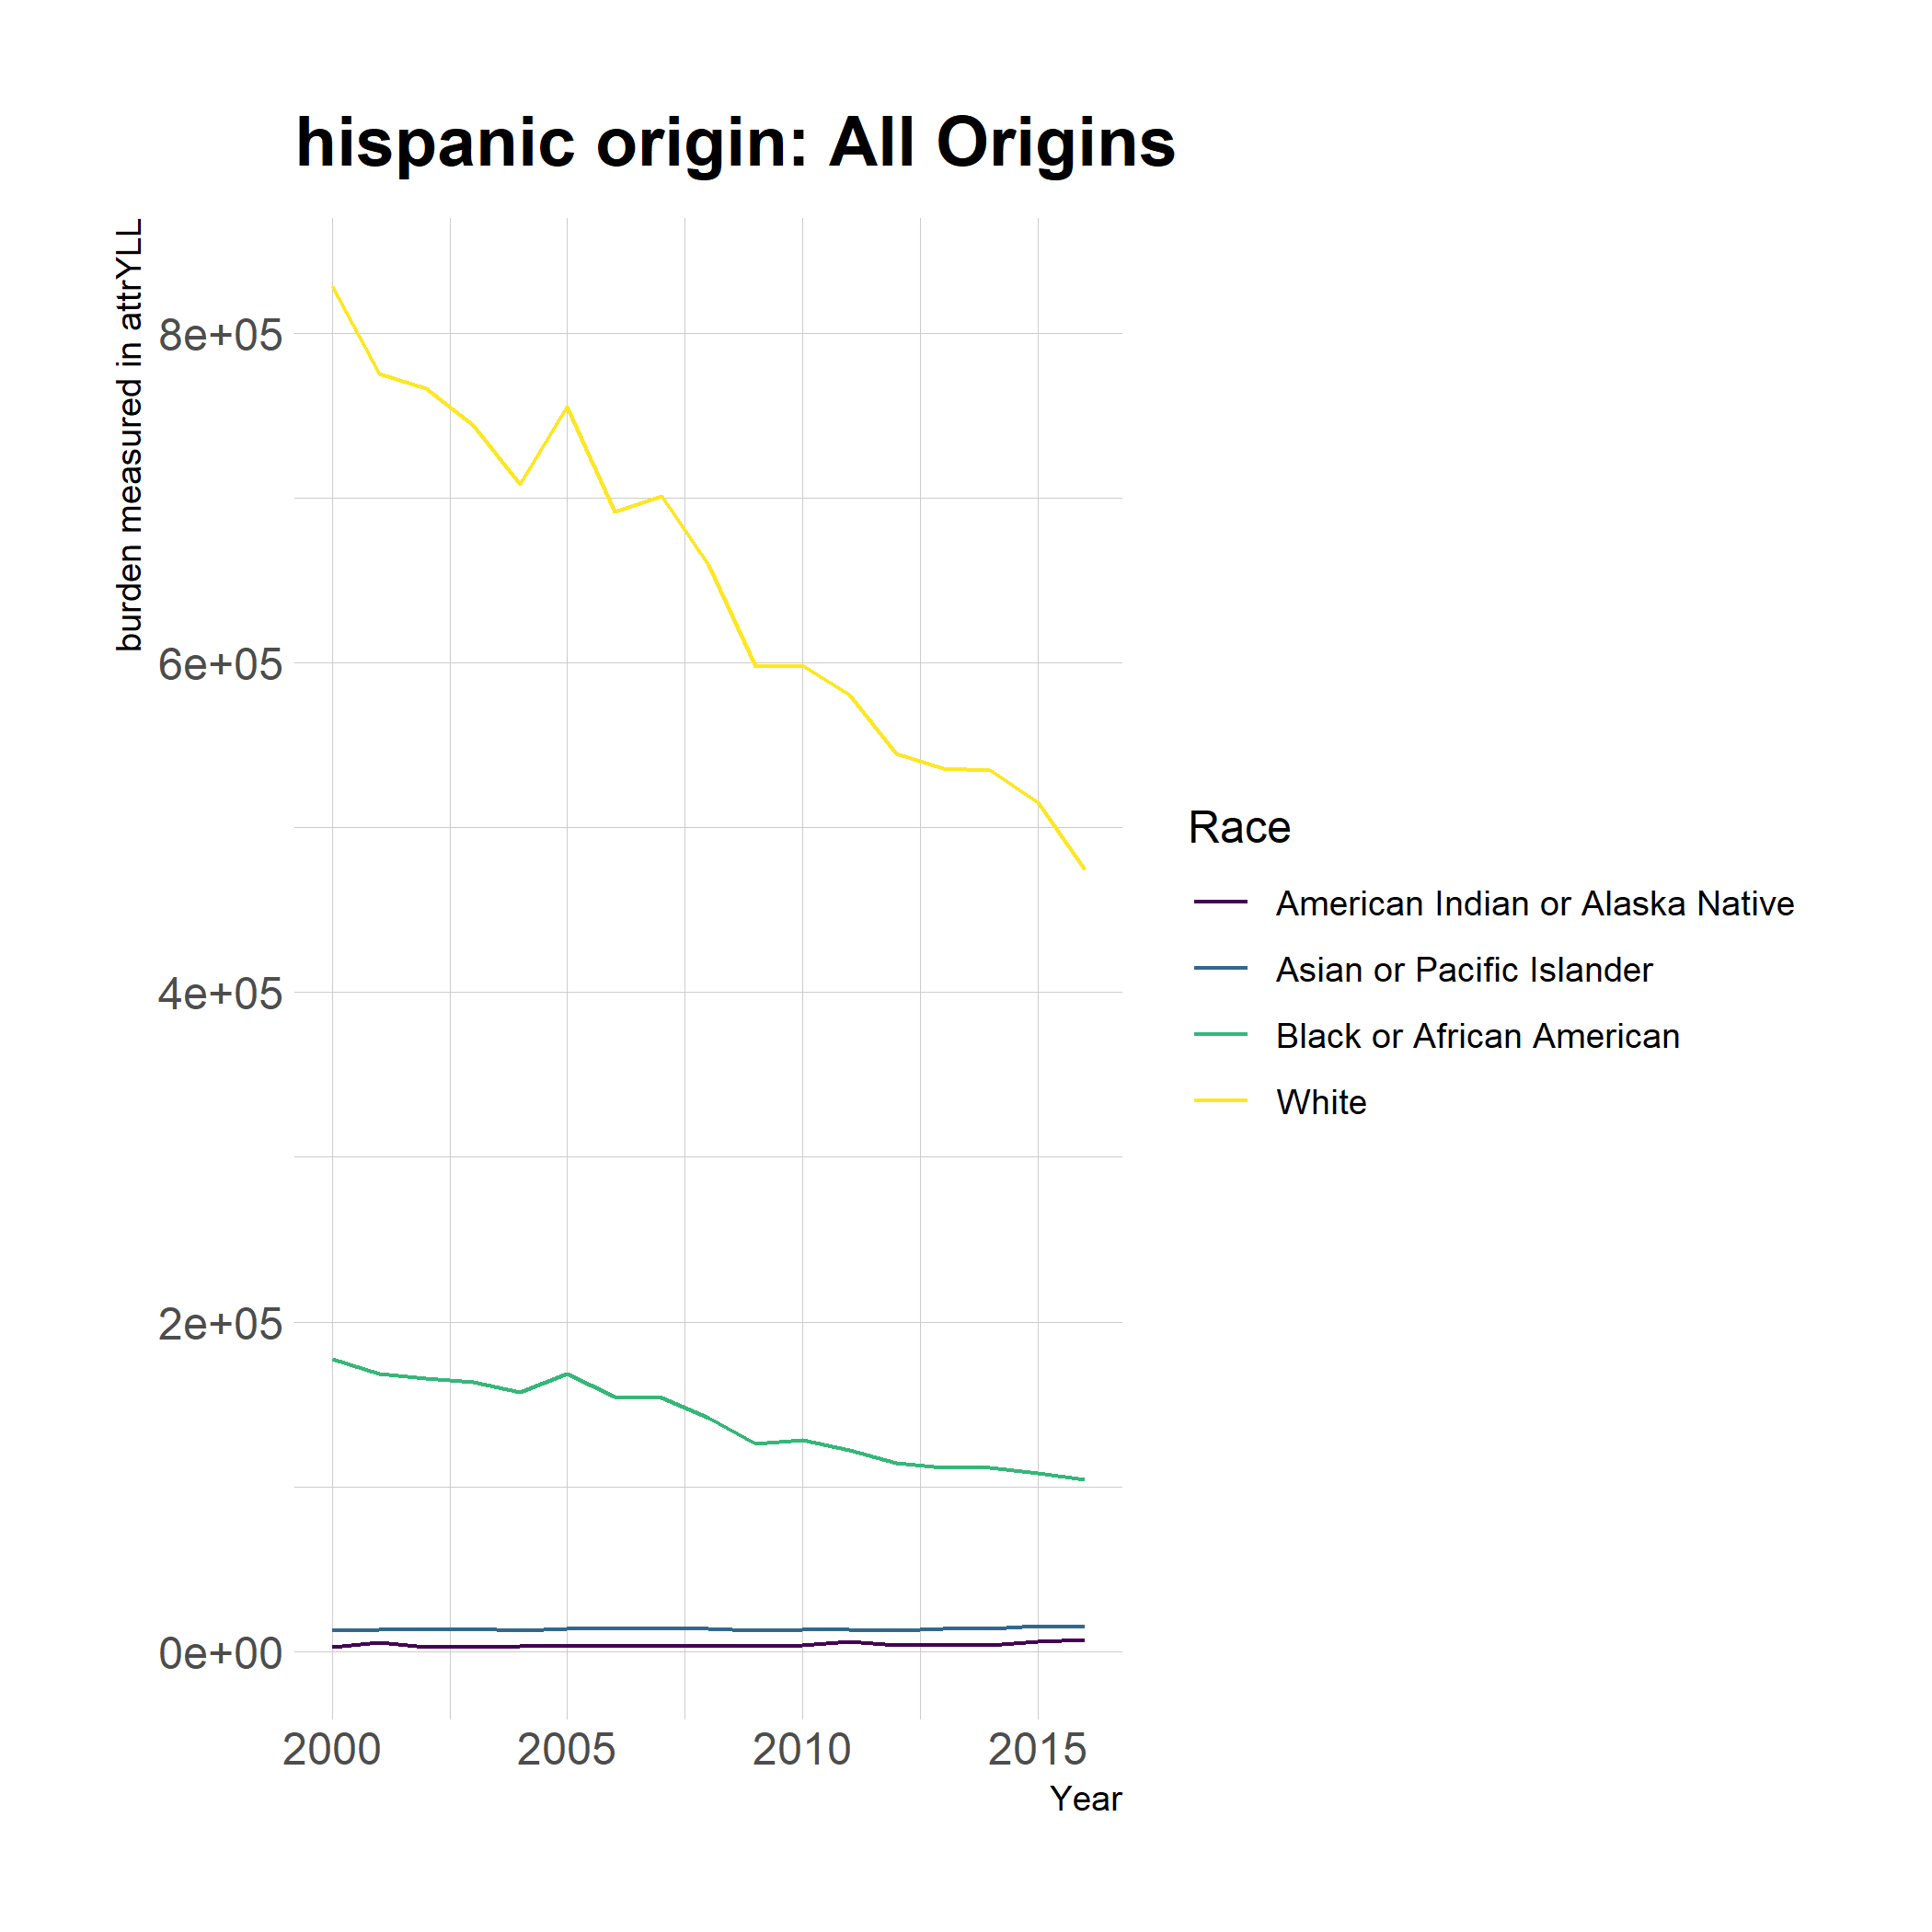 hispanic origin: All Origins
burden measured in attrYLL
8e+05
6e+05
4e+05
2e+05
0e+00
2000
2005
2010
2015
Year
Race
American Indian or Alaska Native
Asian or Pacific Islander
Black or African American
White